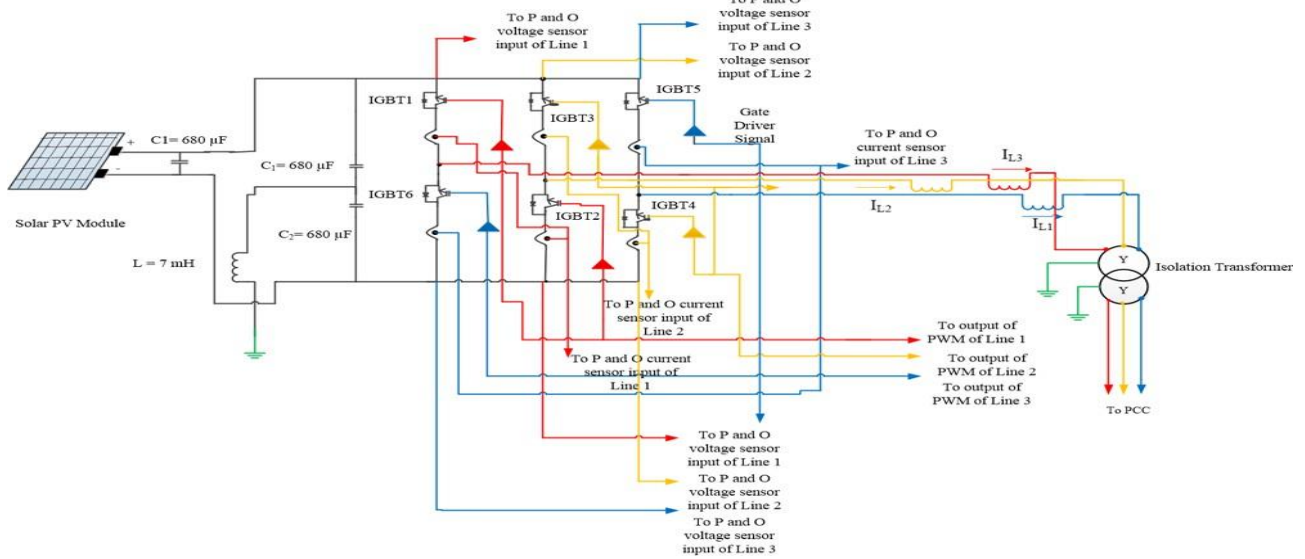 To P and O
voltage sensor
input of Line 1
To P and O
voltage sensor
input of Line 3
To P and O
voltage sensor
input of Line 2
IGBT1
IGBT3
IGBT5
Gate
Driver
Signal
To P and O
current sensor
input of Line 3
C1= 680 µF
+
-
C₁= 680 µF
Solar PV Module
IGBT6
IGBT2
IGBT4
C₂= 680 µF
L = 7 mH
I_L3
I_L2
I_L1
Y
Y
Isolation Transformer
To P and O current
sensor input of
Line 2
To P and O current
sensor input of
Line 1
To output of
PWM of Line 1
To output of
PWM of Line 2
To output of
PWM of Line 3
To PCC
To P and O
voltage sensor
input of Line 1
To P and O
voltage sensor
input of Line 2
To P and O
voltage sensor
input of Line 3